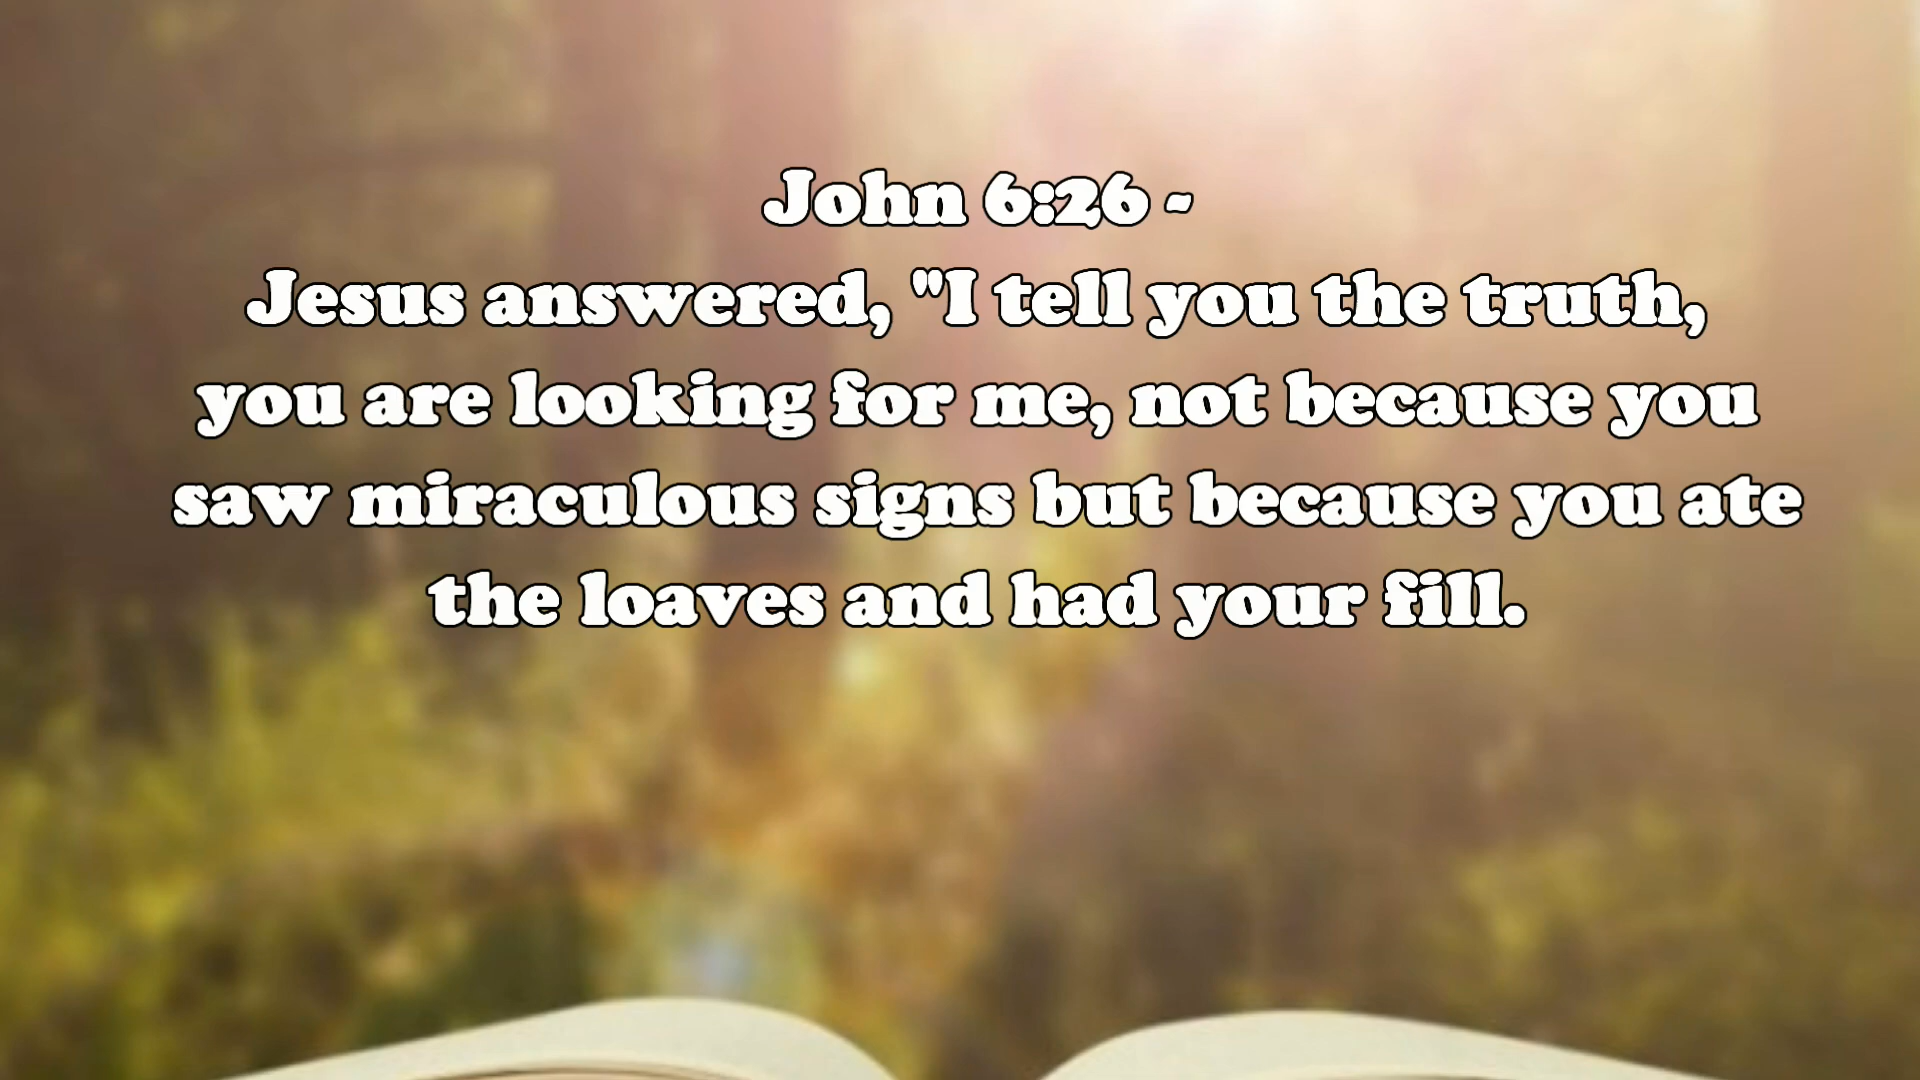 John 6:26 -
Jesus answered, "I tell you the truth,
you are looking for me, not because you
saw miraculous signs but because you ate
the loaves and had your fill.